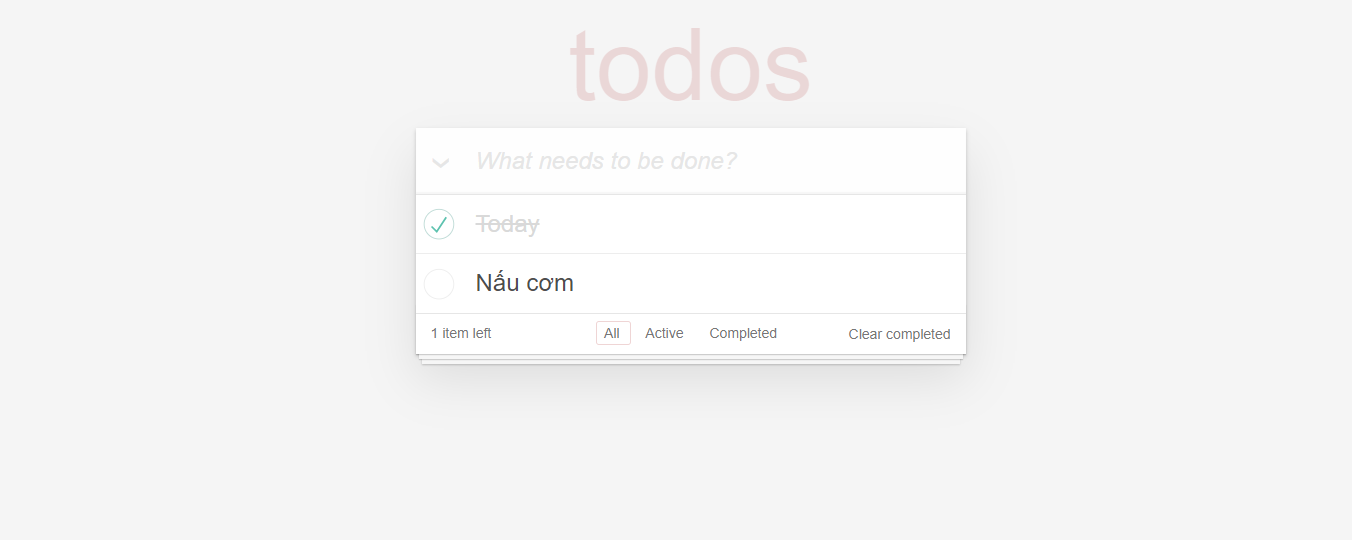 todos
What needs to be done?
Today
Nấu cơm
1 item left All Active Completed Clear completed